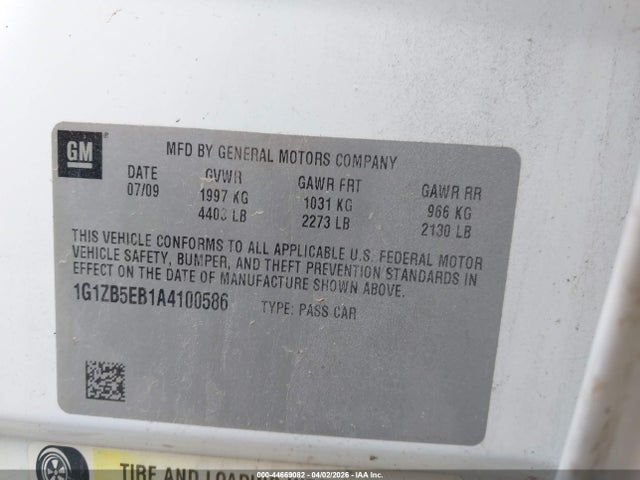 GM
MFD BY GENERAL MOTORS COMPANY
DATE GVWR GAWR FRT GAWR RR
07/09 1997 KG 1031 KG 966 KG
4403 LB 2273 LB 2130 LB
THIS VEHICLE CONFORMS TO ALL APPLICABLE U.S. FEDERAL MOTOR
VEHICLE SAFETY, BUMPER, AND THEFT PREVENTION STANDARDS IN
EFFECT ON THE DATE OF MANUFACTURE SHOWN ABOVE.
1G1ZB5EB1A4100586 TYPE: PASS CAR
TIRE AND LOADI
000-44669082 - 04/02/2026 -